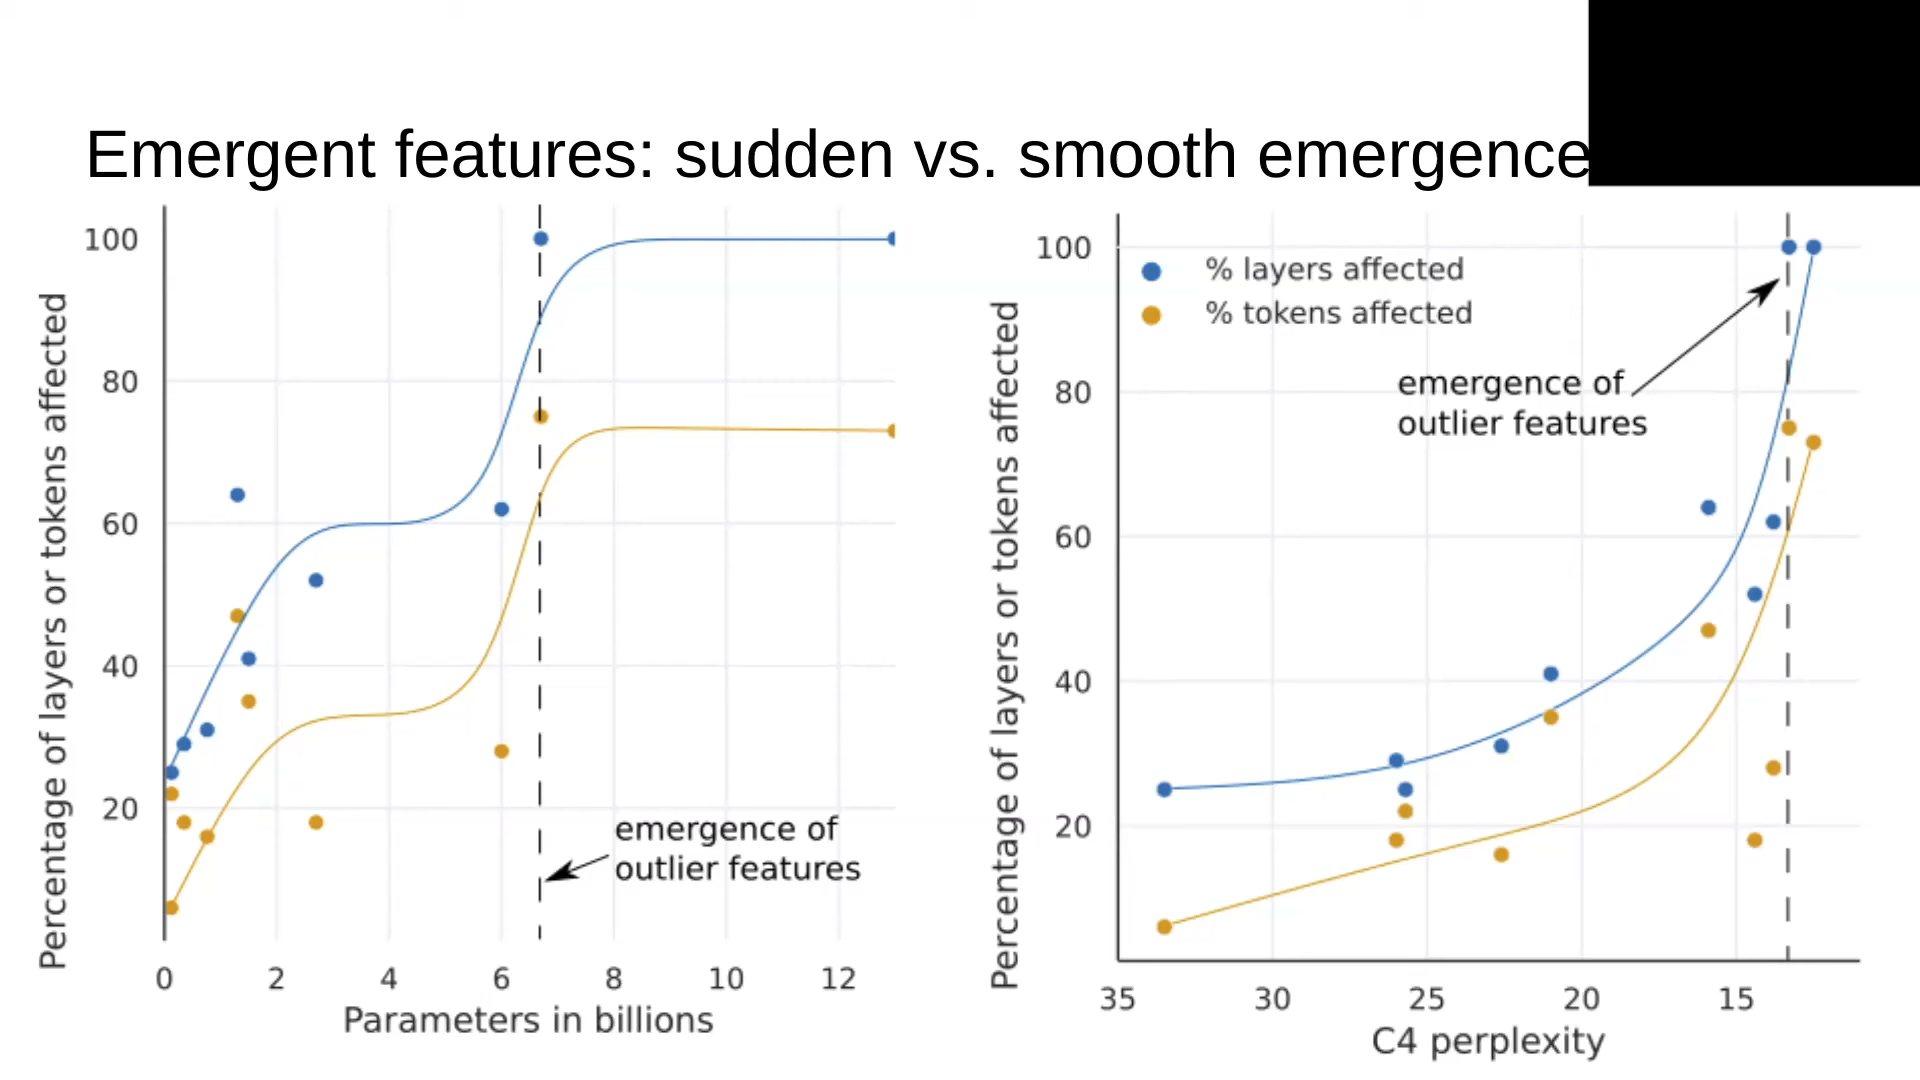 Emergent features: sudden vs. smooth emergence
Percentage of layers or tokens affected
100
80
60
40
20
0 2 4 6 8 10 12
Parameters in billions
emergence of
outlier features
Percentage of layers or tokens affected
100
80
60
40
20
% layers affected
% tokens affected
emergence of
outlier features
35 30 25 20 15
C4 perplexity